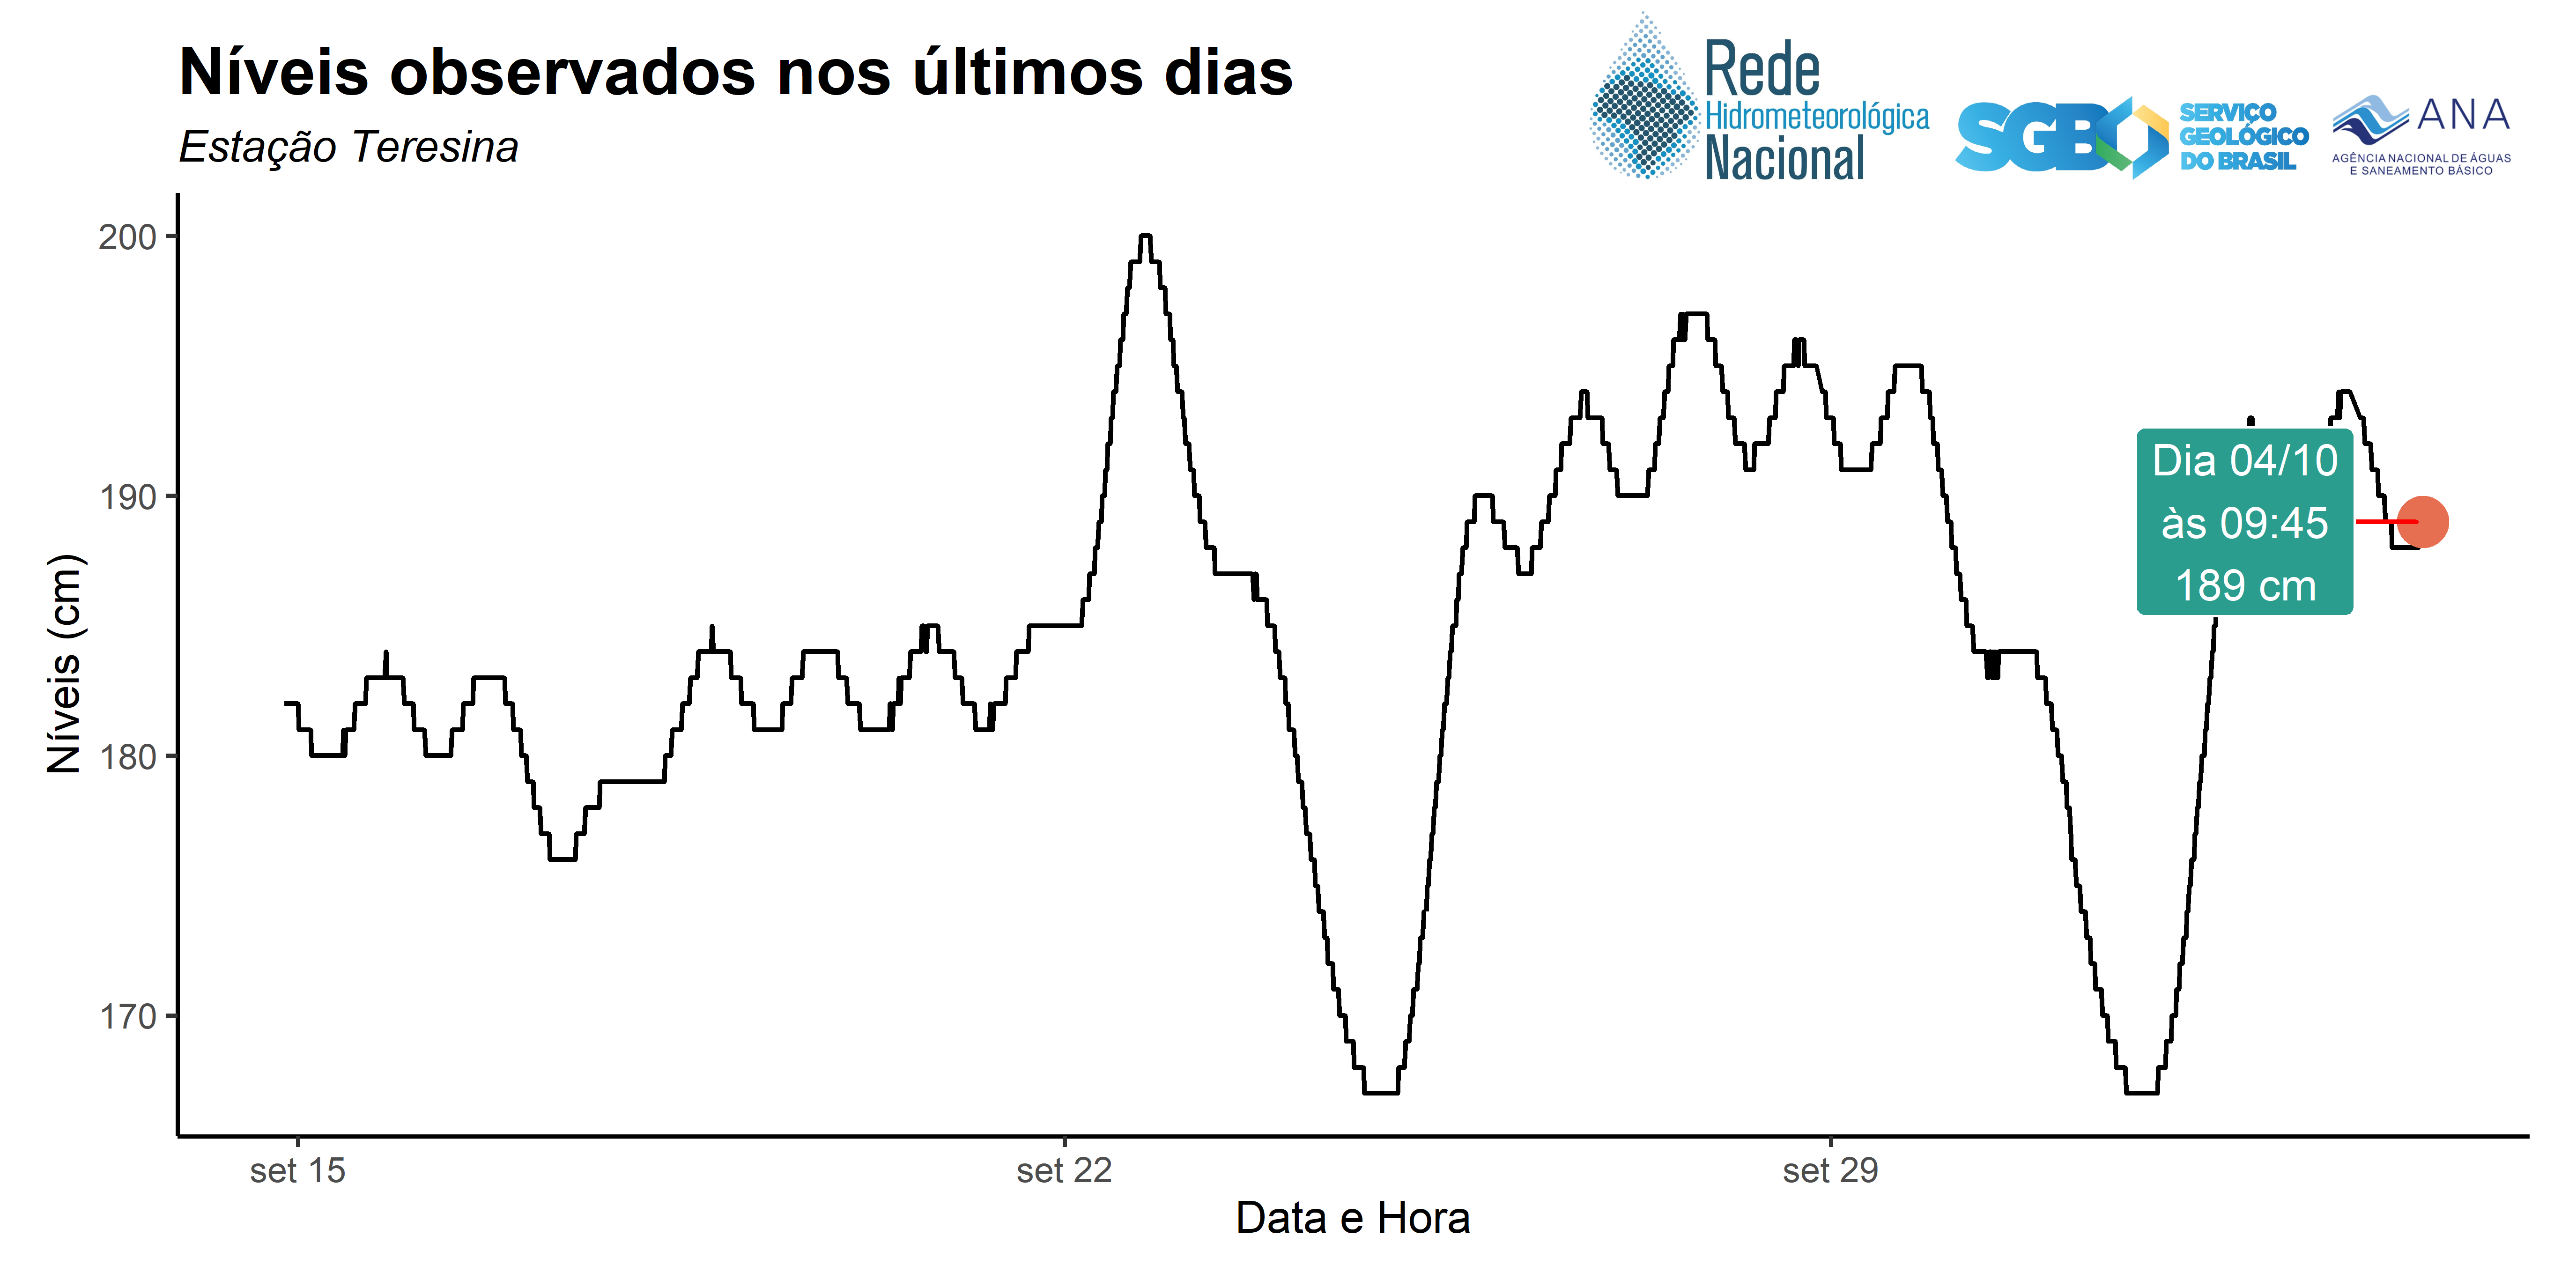 Níveis observados nos últimos dias
Estação Teresina
Rede
Hidrometeorológica
Nacional
SGB
SERVIÇO
GEOLÓGICO
DO BRASIL
ANA
AGÊNCIA NACIONAL DE ÁGUAS
E SANEAMENTO BÁSICO
Níveis (cm)
200
190
180
170
Dia 04/10
às 09:45
189 cm
set 15
set 22
set 29
Data e Hora